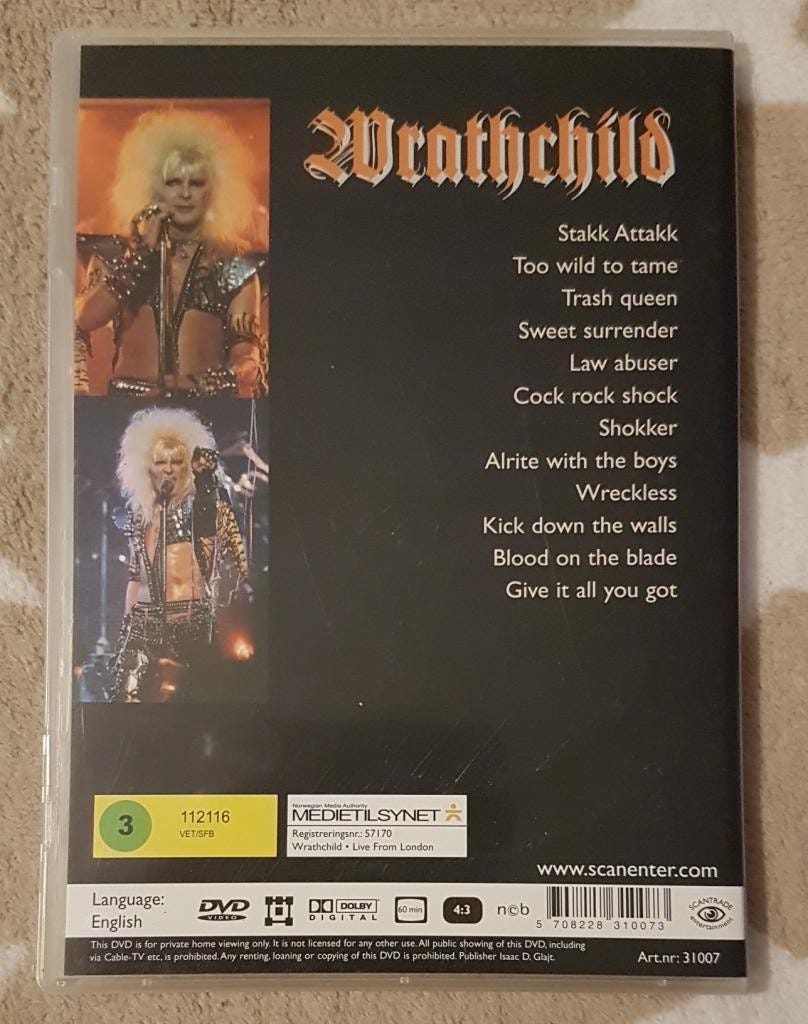 Wrathchild
Stakk Attakk
Too wild to tame
Trash queen
Sweet surrender
Law abuser
Cock rock shock
Shokker
Alrite with the boys
Wreckless
Kick down the walls
Blood on the blade
Give it all you got
3
112116
VET/SFB
Norwegian Media Authority
MEDIETILSYNET
Registreringsnr.: 57170
Wrathchild • Live From London
www.scanenter.com
Language:
English
DVD
VIDEO
DOLBY
DIGITAL
60 min
4:3
n©b
5 708228 310073
SCANTRADE
entertainment
This DVD is for private home viewing only. It is not licensed for any other use. All public showing of this DVD, including
via Cable-TV etc, is prohibited. Any renting, loaning or copying of this DVD is prohibited. Publisher Isaac D. Glajt.
Art.nr: 31007